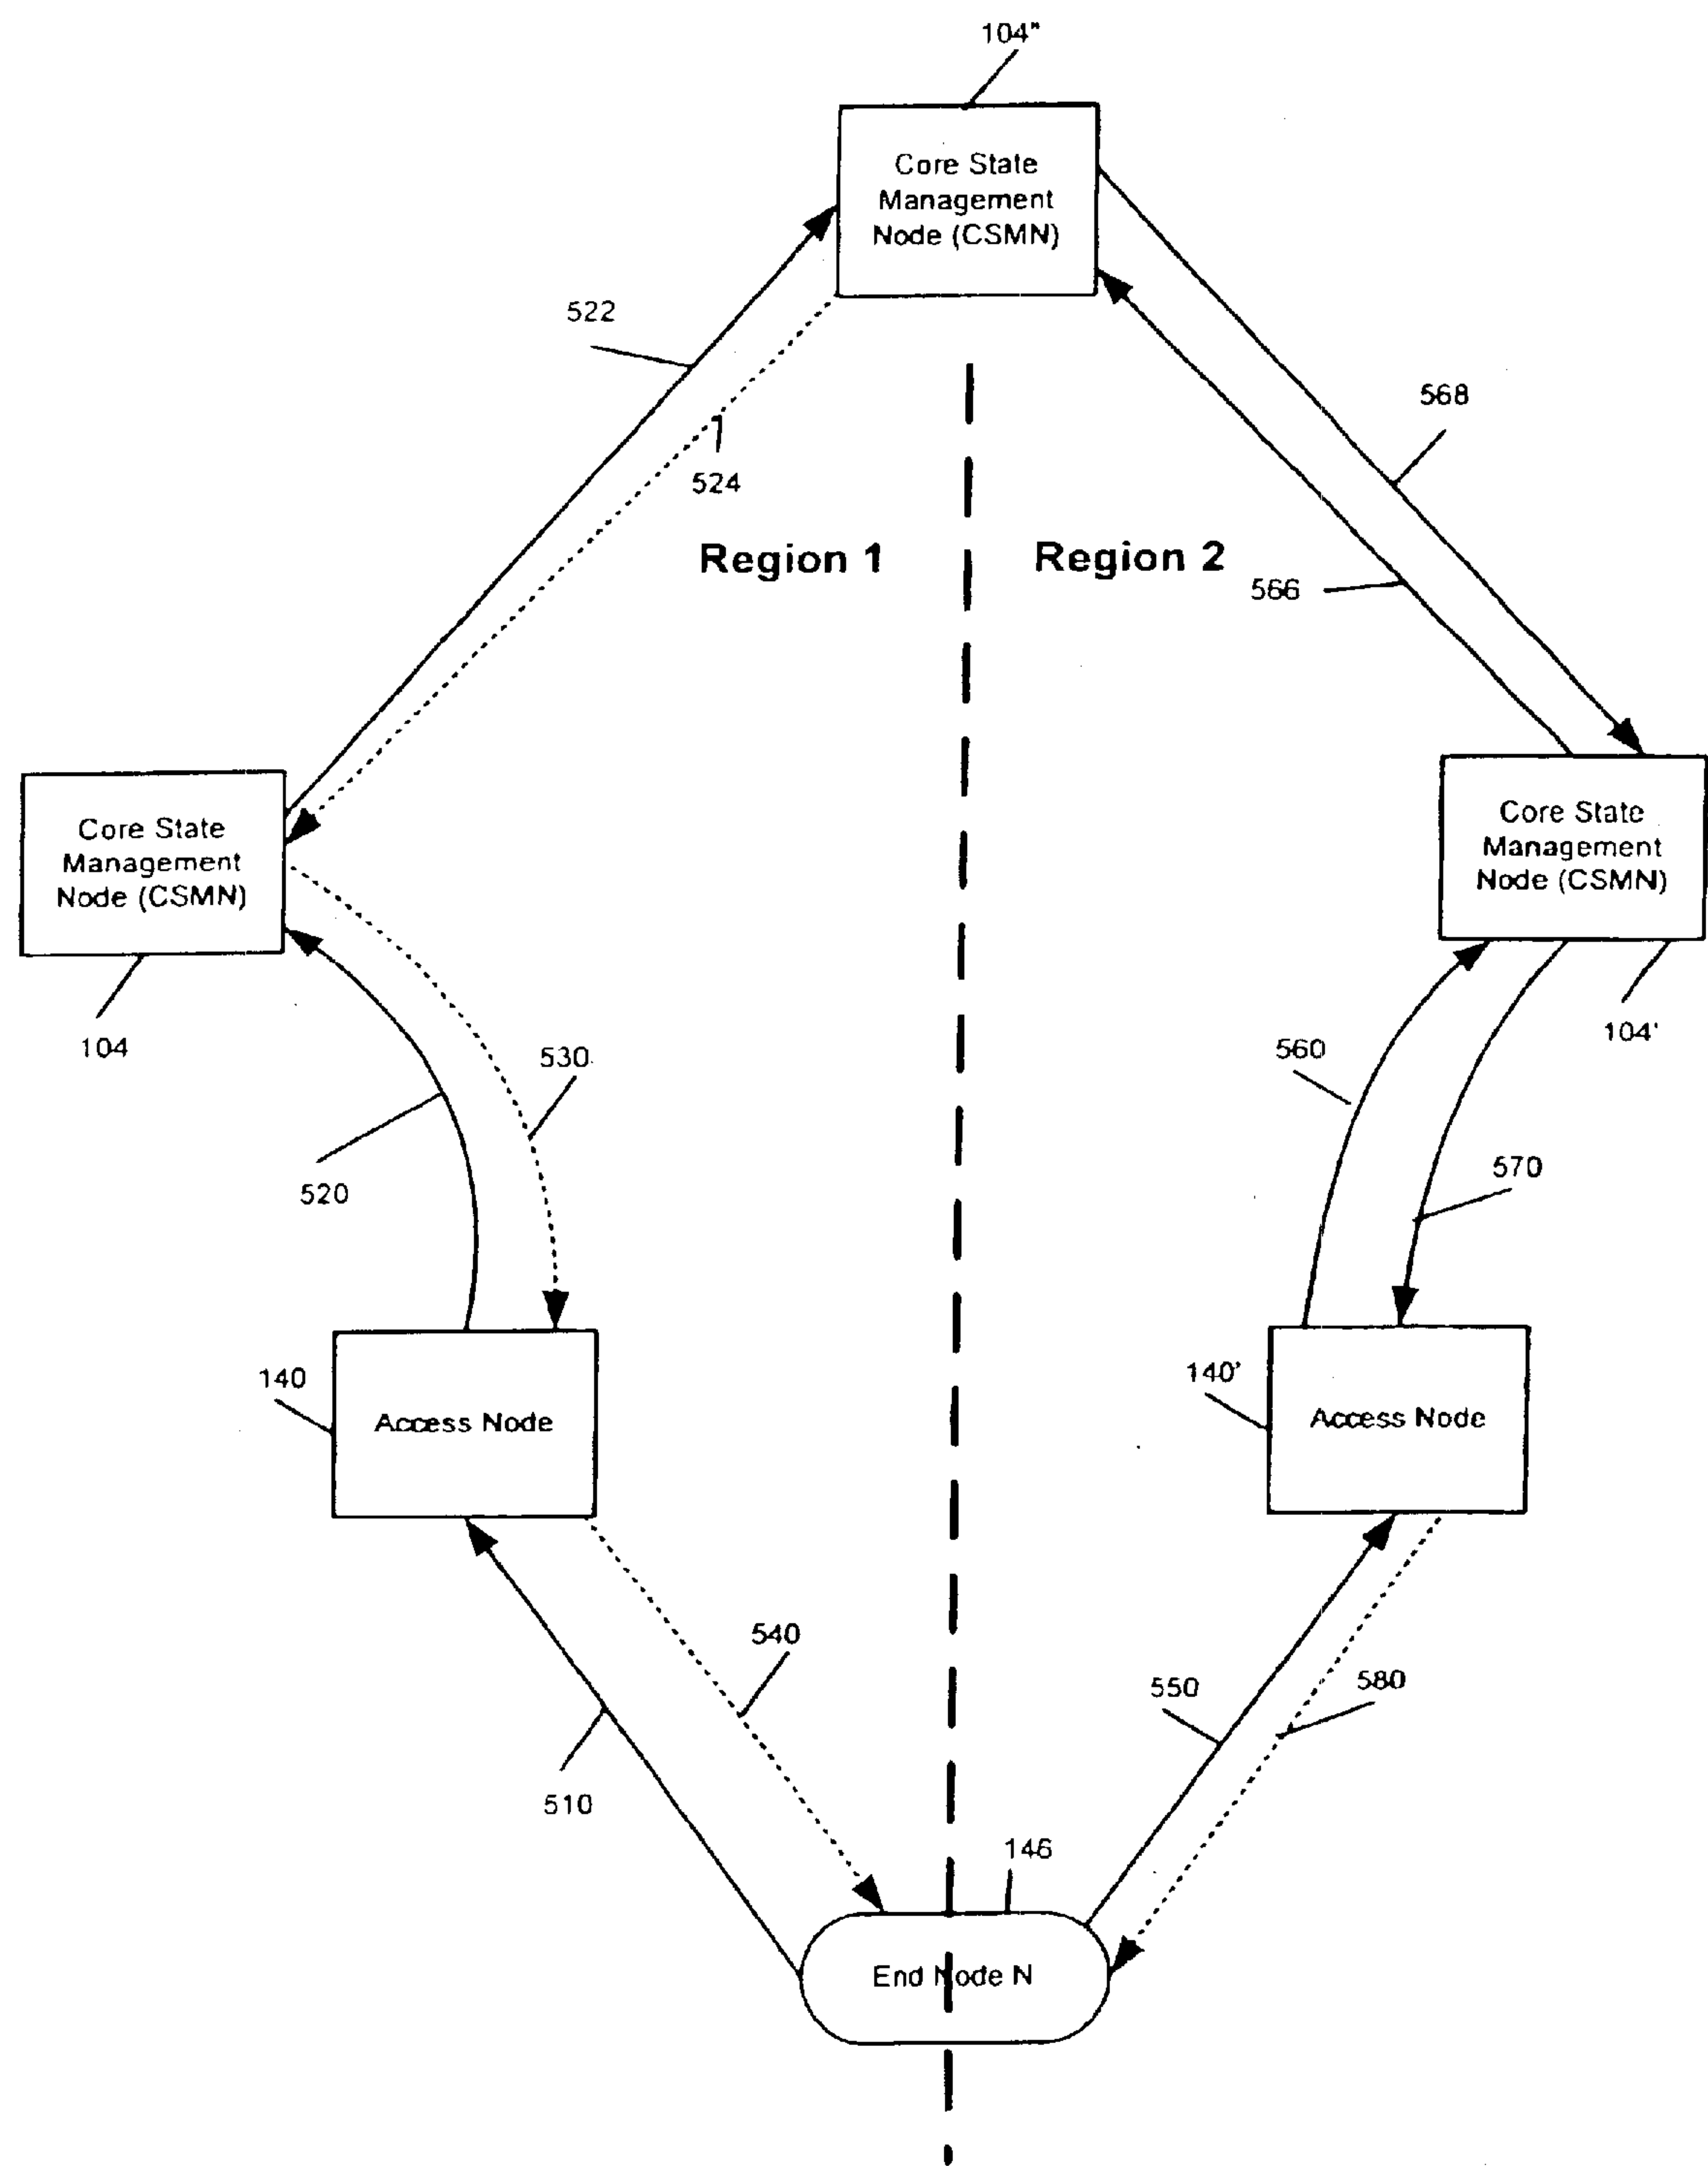 104"
Core State
Management
Node (CSMN)
522
568
524
Region 1
Region 2
566
Core State
Management
Node (CSMN)
Core State
Management
Node (CSMN)
104
104'
530
560
520
570
140
Access Node
140'
Access Node
540
550
580
510
146
End Node N